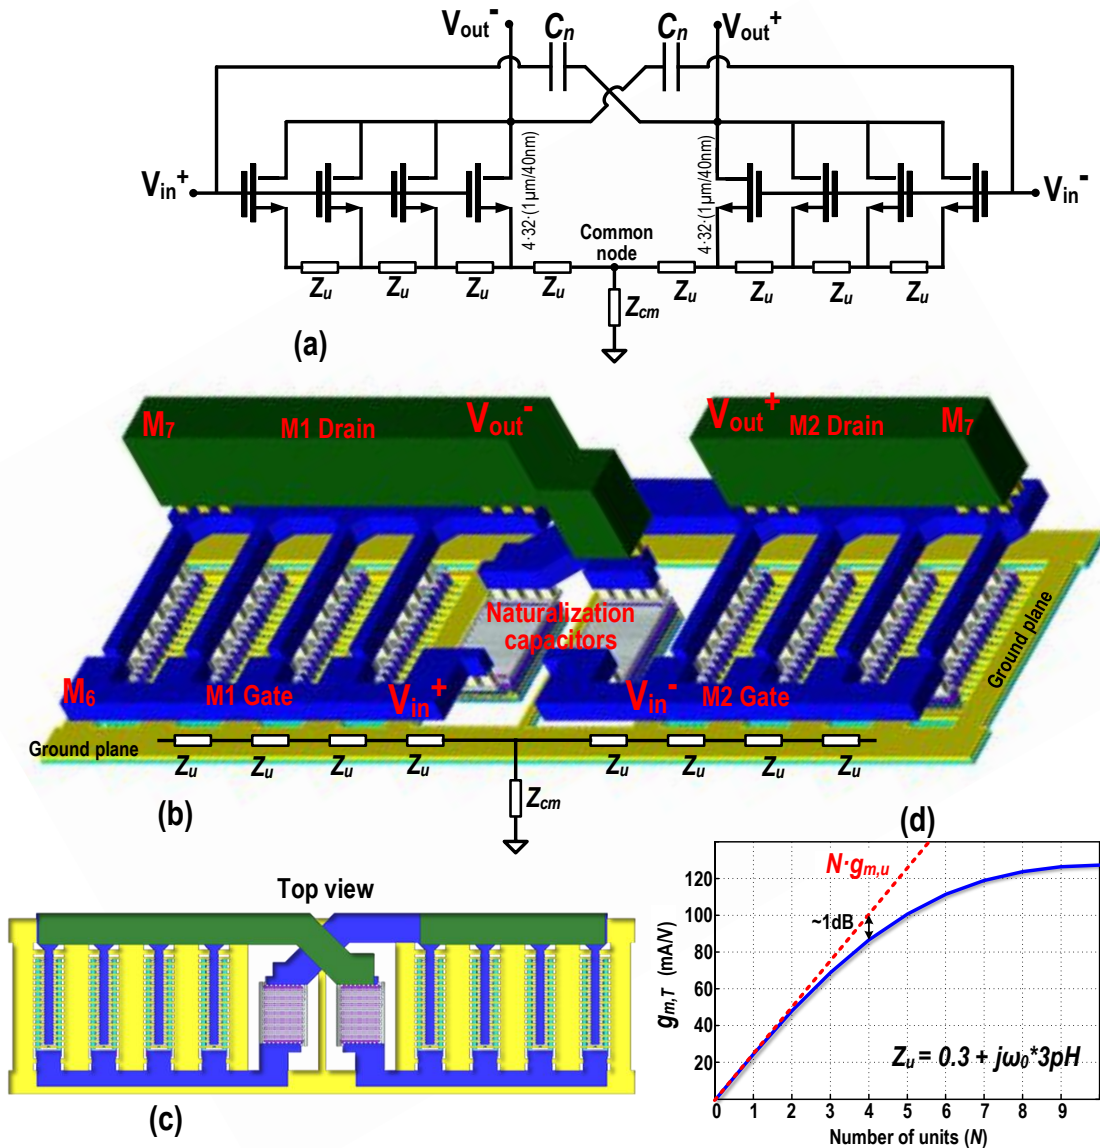 Vout- Cn Cn Vout+
Vin+ 4·32·(1µm/40nm) 4·32·(1µm/40nm) Vin-
Common
node
Zu Zu Zu Zu Zu Zu Zu Zu
Zcm
(a)
M7 M1 Drain Vout- Vout+ M2 Drain M7
Naturalization
capacitors
M6 M1 Gate Vin+ Vin- M2 Gate
Ground plane
Ground plane
Zu Zu Zu Zu Zu Zu Zu Zu
Zcm
(b)
Top view
(c)
(d)
N·gm,u
~1dB
gm,T (mA/V)
120
100
80
60
40
20
Zu = 0.3 + jω0*3pH
0 1 2 3 4 5 6 7 8 9
Number of units (N)